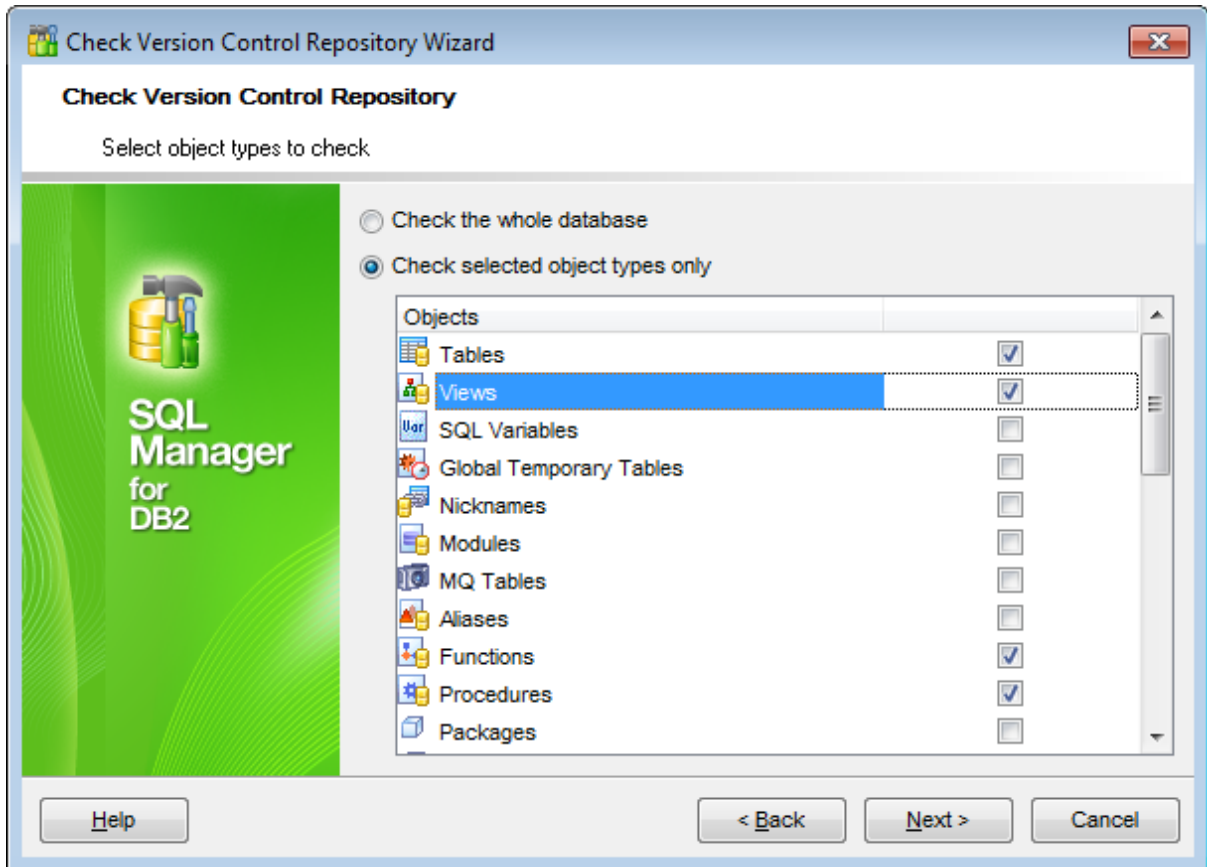 Check Version Control Repository Wizard
Check Version Control Repository
Select object types to check
SQL
Manager
for
DB2
Check the whole database
Check selected object types only
Objects
Tables
Views
Var SQL Variables
Global Temporary Tables
Nicknames
Modules
MQ Tables
Aliases
Functions
Procedures
Packages
Help
< Back
Next >
Cancel